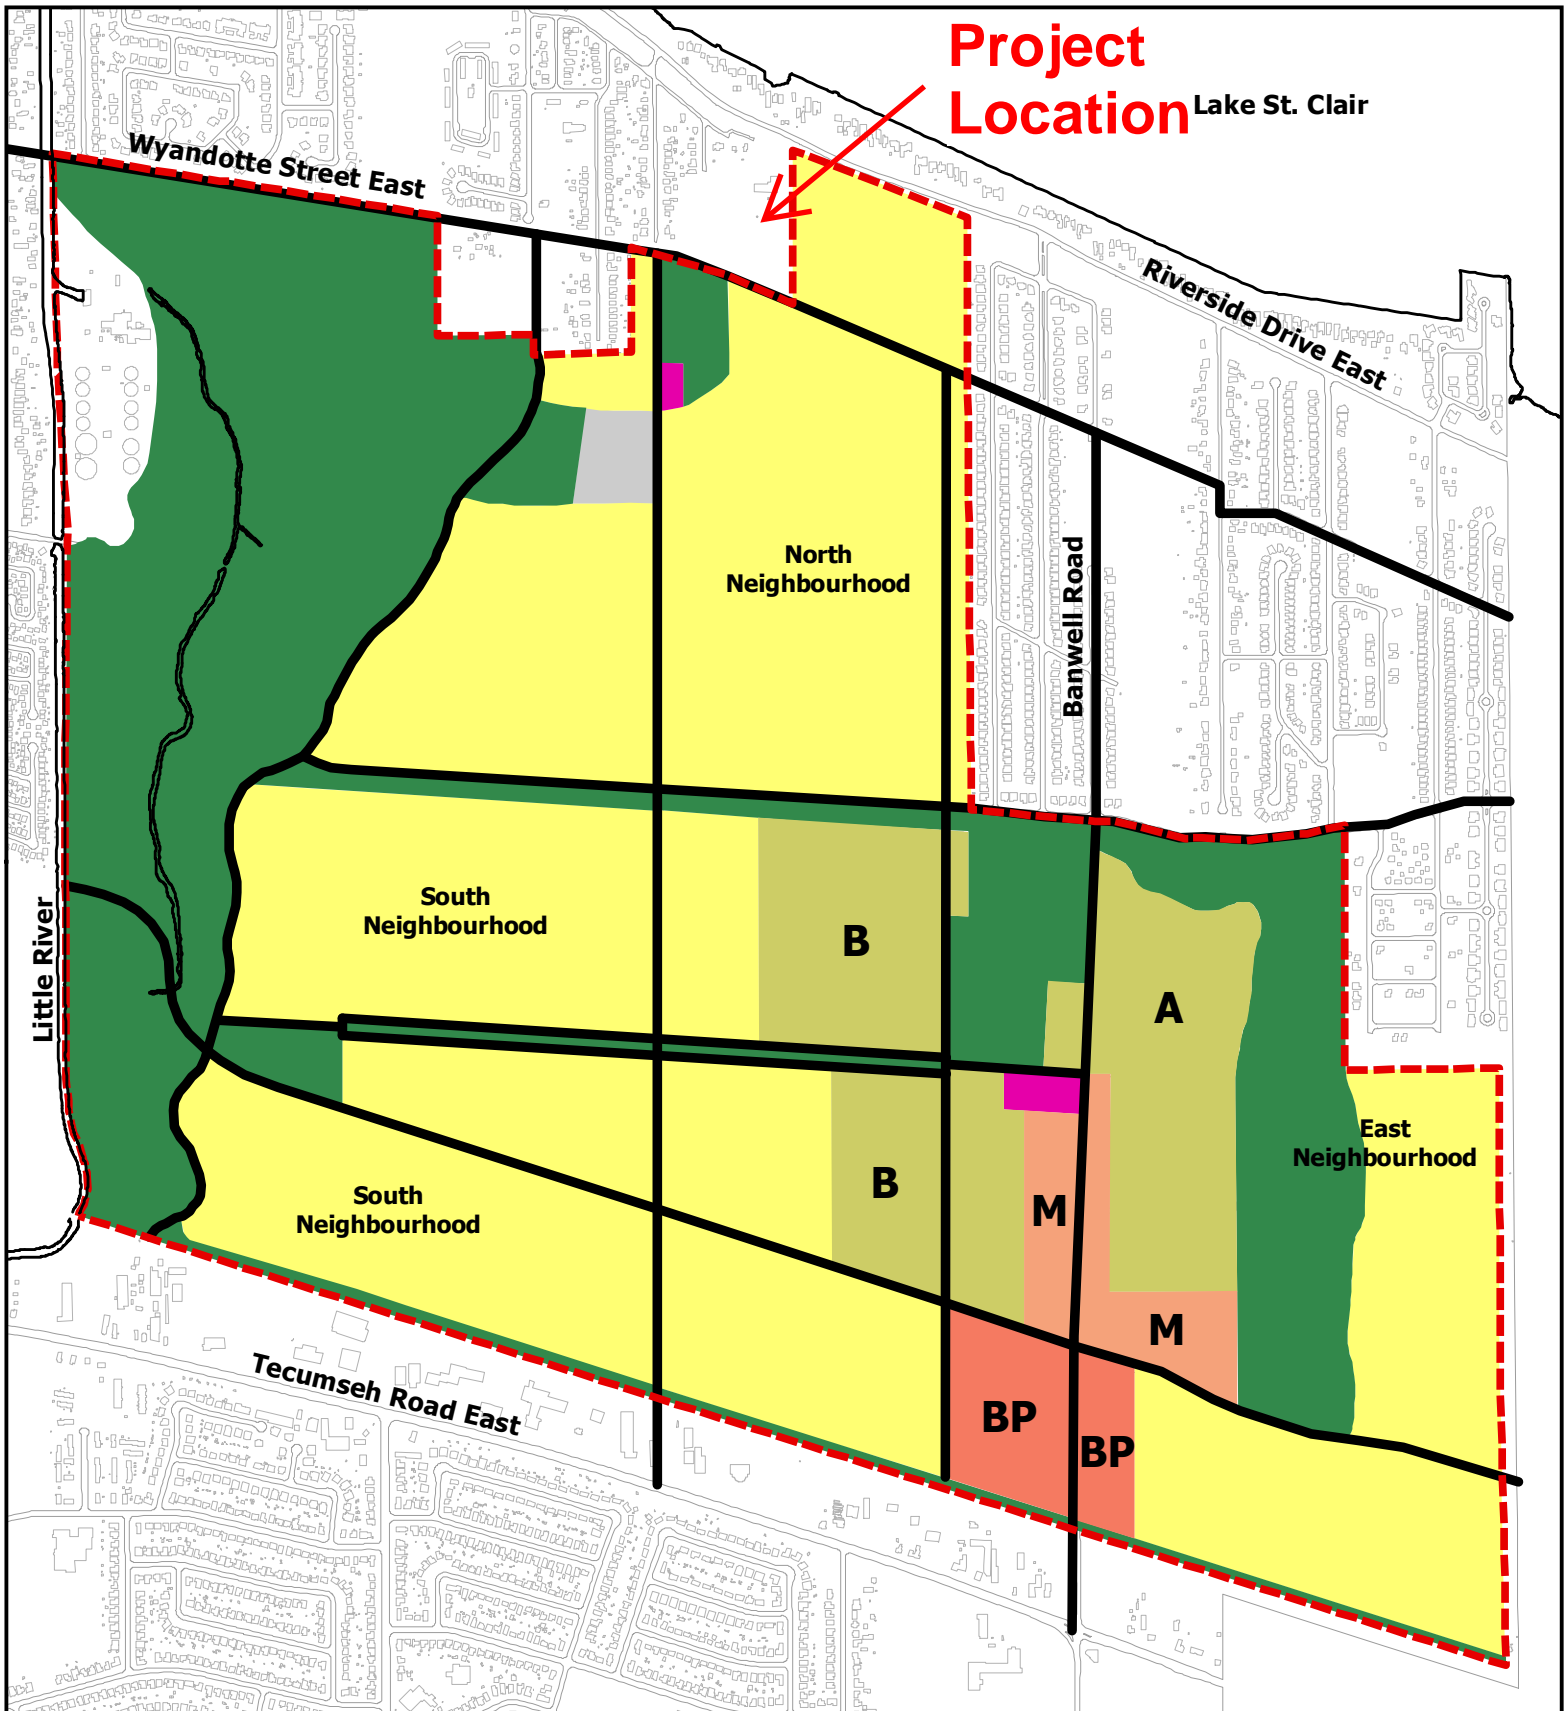 Project
Location
Lake St. Clair
Wyandotte Street East
Riverside Drive East
North
Neighbourhood
Banwell Road
South
Neighbourhood
B
A
Little River
East
Neighbourhood
B
M
South
Neighbourhood
M
Tecumseh Road East
BP
BP